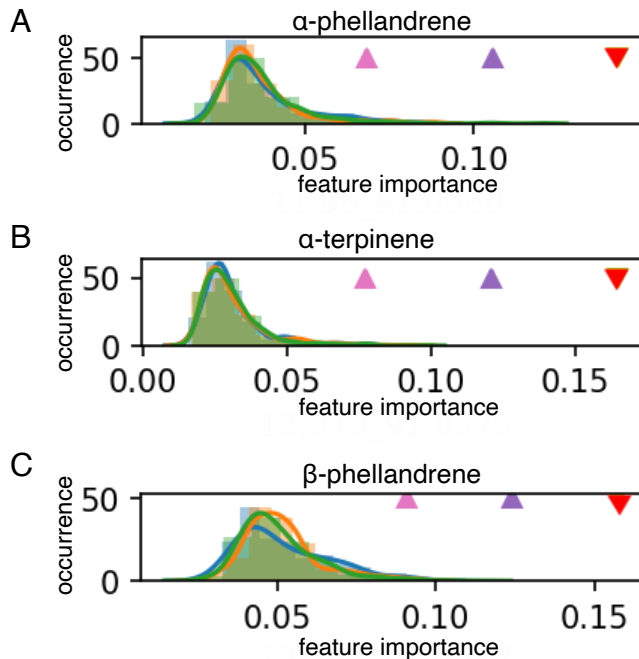 A
α-phellandrene
occurrence
50
0
0.05 0.10
feature importance
B
α-terpinene
occurrence
50
0
0.00 0.05 0.10 0.15
feature importance
C
β-phellandrene
occurrence
50
0
0.05 0.10 0.15
feature importance